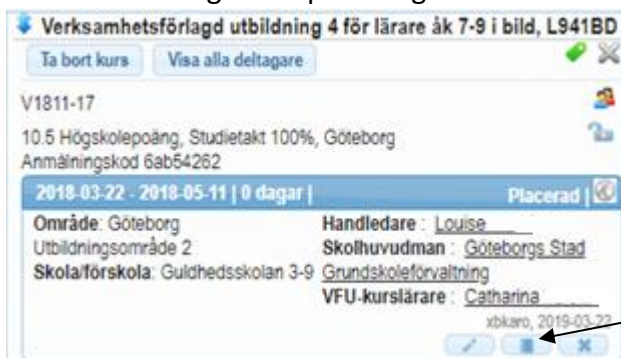 Verksamhetsförlagd utbildning 4 för lärare åk 7-9 i bild, L941BD
Ta bort kurs Visa alla deltagare
V1811-17
10.5 Högskolepoäng, Studietakt 100%, Göteborg
Anmälningskod 6ab54262
2018-03-22 - 2018-05-11 | 0 dagar | Placerad |
Område: Göteborg Handledare : Louise
Utbildningsområde 2 Skolhuvudman : Göteborgs Stad
Skola/förskola: Guldhedsskolan 3-9 Grundskoleförvaltning
VFU-kurslärare : Catharina
xbkaro, 2019-03-22